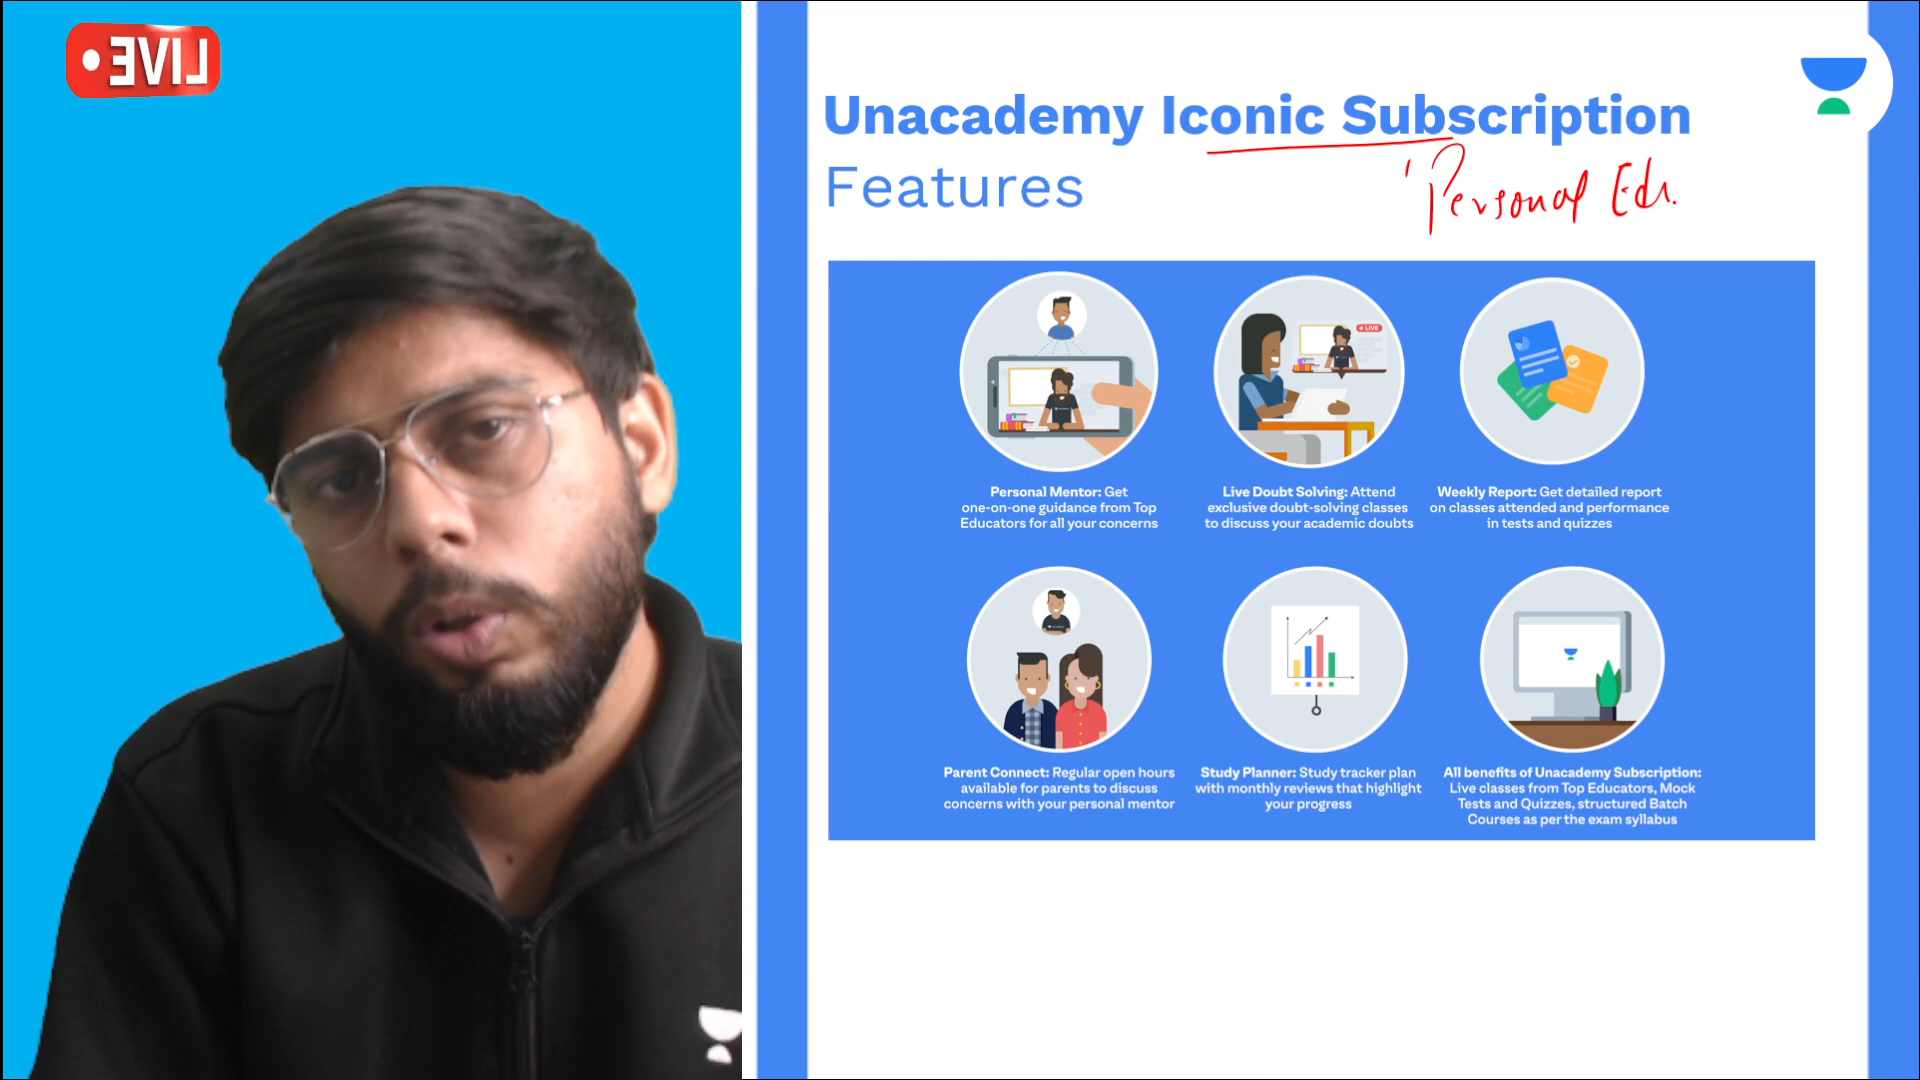 LIVE
Unacademy Iconic Subscription
Features
Personal Edu.
LIVE
Personal Mentor: Get
one-on-one guidance from Top
Educators for all your concerns
Live Doubt Solving: Attend
exclusive doubt-solving classes
to discuss your academic doubts
Weekly Report: Get detailed report
on classes attended and performance
in tests and quizzes
Parent Connect: Regular open hours
available for parents to discuss
concerns with your personal mentor
Study Planner: Study tracker plan
with monthly reviews that highlight
your progress
All benefits of Unacademy Subscription:
Live classes from Top Educators, Mock
Tests and Quizzes, structured Batch
Courses as per the exam syllabus